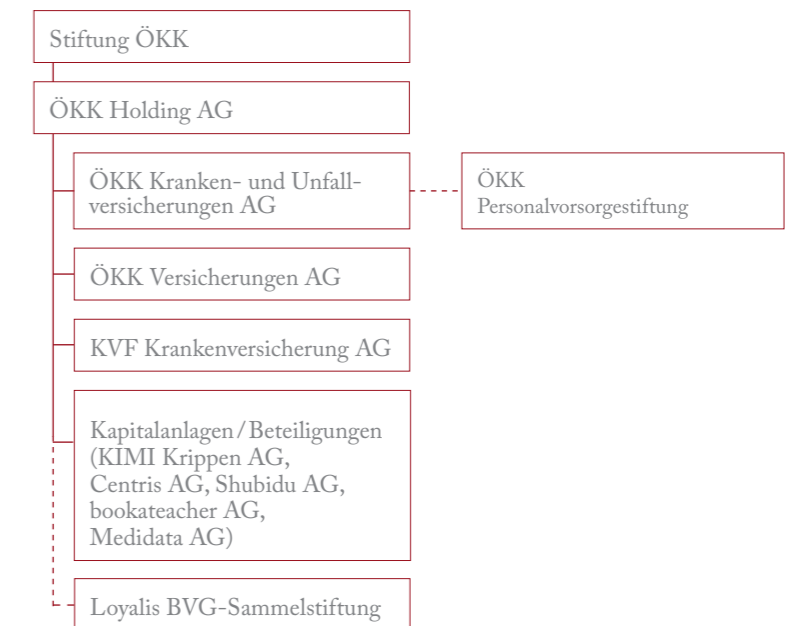 Stiftung ÖKK
ÖKK Holding AG
ÖKK Kranken- und Unfall-
versicherungen AG
ÖKK
Personalvorsorgestiftung
ÖKK Versicherungen AG
KVF Krankenversicherung AG
Kapitalanlagen/Beteiligungen
(KIMI Krippen AG,
Centris AG, Shubidu AG,
bookateacher AG,
Medidata AG)
Loyalis BVG-Sammelstiftung